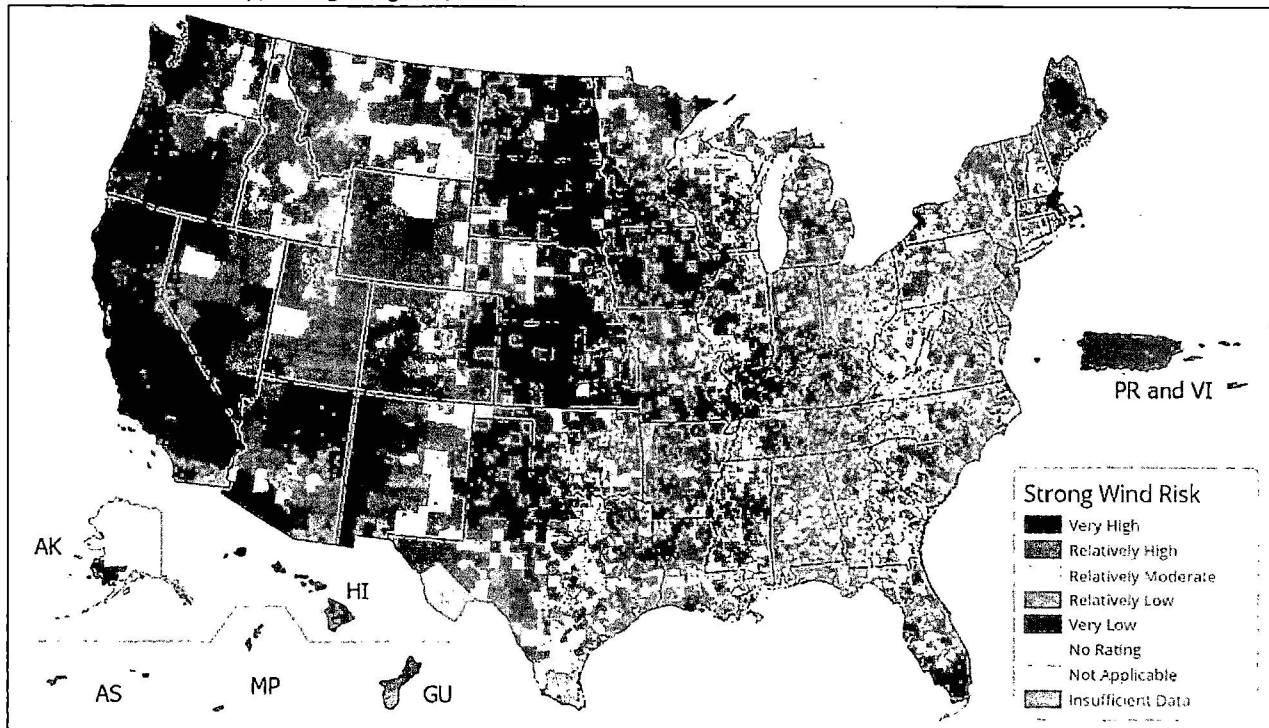 PR and VI
AK
HI
AS
MP
GU
Strong Wind Risk
Very High
Relatively High
Relatively Moderate
Relatively Low
Very Low
No Rating
Not Applicable
Insufficient Data